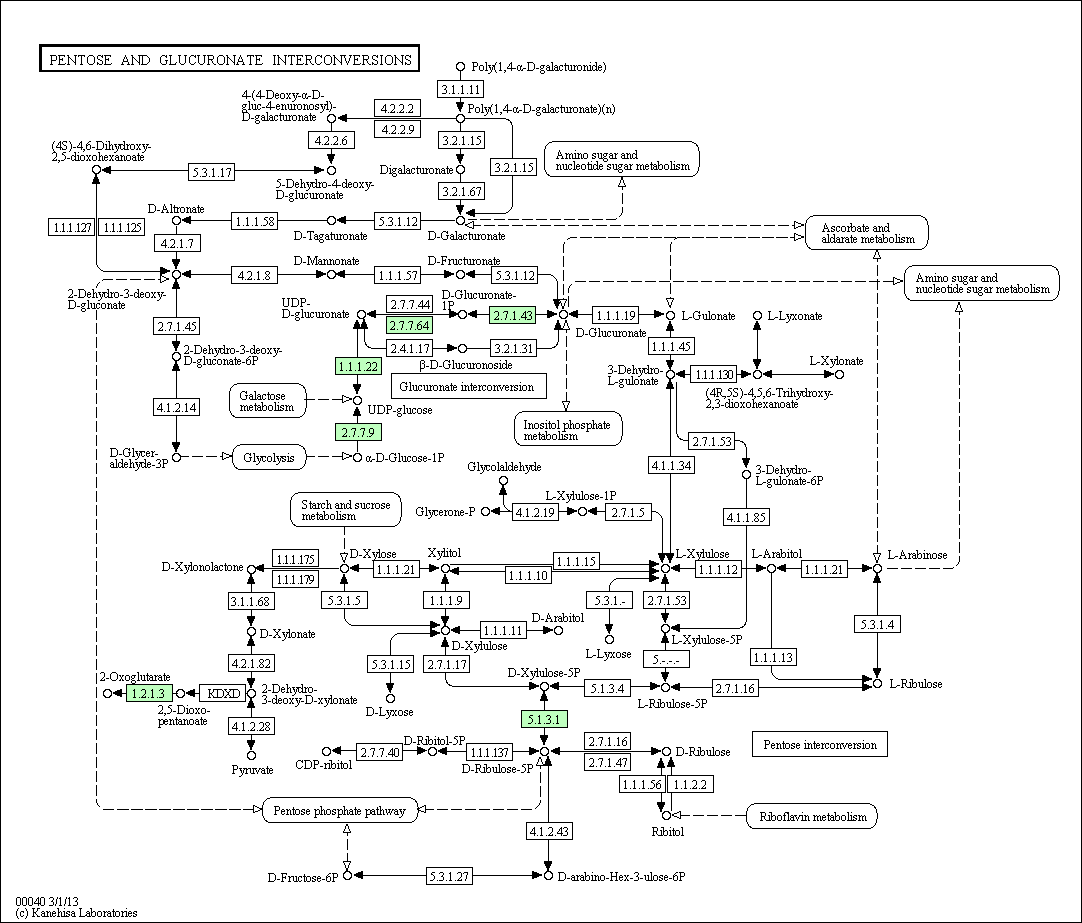 PENTOSE AND GLUCURONATE INTERCONVERSIONS
Poly(1,4-α-D-galacturonide)
3.1.1.11
4-(4-Deoxy-α-D-
gluc-4-enuronosyl)-
D-galacturonate
4.2.2.2
4.2.2.9
Poly(1,4-α-D-galacturonate)(n)
4.2.2.6
3.2.1.15
3.2.1.15
(4S)-4,6-Dihydroxy-
2,5-dioxohexanoate
5.3.1.17
5-Dehydro-4-deoxy-
D-glucuronate
Digalacturonate
3.2.1.67
Amino sugar and
nucleotide sugar metabolism
1.1.1.127
1.1.1.125
D-Altronate
1.1.1.58
D-Tagaturonate
5.3.1.12
D-Galacturonate
Ascorbate and
aldarate metabolism
4.2.1.7
4.2.1.8
D-Mannonate
1.1.1.57
D-Fructuronate
5.3.1.12
Amino sugar and
nucleotide sugar metabolism
2-Dehydro-3-deoxy-
D-gluconate
UDP-
D-glucuronate
2.7.7.44
2.7.7.64
D-Glucuronate-
1P
2.7.1.43
1.1.1.19
D-Glucuronate
L-Gulonate
L-Lyxonate
2.7.1.45
2.4.1.17
3.2.1.31
β-D-Glucuronoside
1.1.1.45
2-Dehydro-3-deoxy-
D-gluconate-6P
1.1.1.22
Glucuronate interconversion
3-Dehydro-
L-gulonate
1.1.1.130
L-Xylonate
(4R,5S)-4,5,6-Trihydroxy-
2,3-dioxohexanoate
4.1.2.14
Galactose
metabolism
UDP-glucose
2.7.7.9
Inositol phosphate
metabolism
2.7.1.53
D-Glycer-
aldehyde-3P
Glycolysis
α-D-Glucose-1P
4.1.1.34
3-Dehydro-
L-gulonate-6P
Glycolaldehyde
Starch and sucrose
metabolism
Glycerone-P
4.1.2.19
L-Xylulose-1P
2.7.1.5
4.1.1.85
D-Xylonolactone
1.1.1.175
1.1.1.179
D-Xylose
1.1.1.21
Xylitol
1.1.1.15
1.1.1.10
L-Xylulose
1.1.1.12
L-Arabitol
1.1.1.21
L-Arabinose
3.1.1.68
5.3.1.5
1.1.1.9
5.3.1.-
2.7.1.53
D-Xylonate
D-Xylulose
1.1.1.11
D-Arabitol
L-Lyxose
L-Xylulose-5P
5.3.1.4
4.2.1.82
5.3.1.15
2.7.1.17
5.-.-.-
1.1.1.13
2-Oxoglutarate
1.2.1.3
2,5-Dioxo-
pentanoate
KDXD
2-Dehydro-
3-deoxy-D-xylonate
D-Lyxose
D-Xylulose-5P
5.1.3.4
L-Ribulose-5P
2.7.1.16
L-Ribulose
4.1.2.28
5.1.3.1
Pyruvate
CDP-ribitol
2.7.7.40
D-Ribitol-5P
1.1.1.137
D-Ribulose-5P
2.7.1.16
2.7.1.47
D-Ribulose
Pentose interconversion
1.1.1.56
1.1.2.2
Pentose phosphate pathway
4.1.2.43
Ribitol
Riboflavin metabolism
D-Fructose-6P
5.3.1.27
D-arabino-Hex-3-ulose-6P
00040 3/1/13
(c) Kanehisa Laboratories